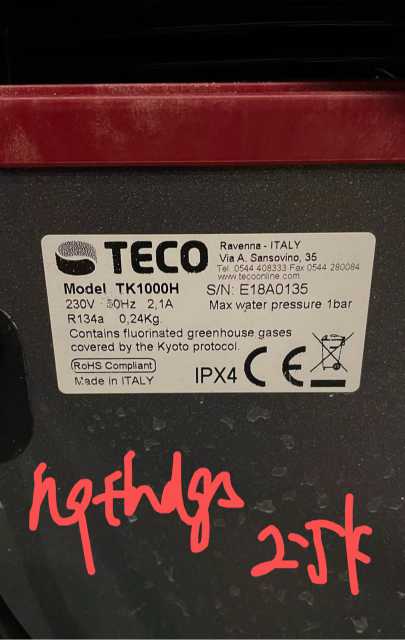 TECO
Ravenna - ITALY
Via A. Sansovino, 35
Tel. 0544 408333 Fax 0544 280084
www.tecoonline.com
Model TK1000H
S/N: E18A0135
230V 50Hz 2,1A
Max water pressure 1bar
R134a 0,24Kg.
Contains fluorinated greenhouse gases
covered by the Kyoto protocol.
RoHS Compliant
Made in ITALY
IPX4 CE
2-5k